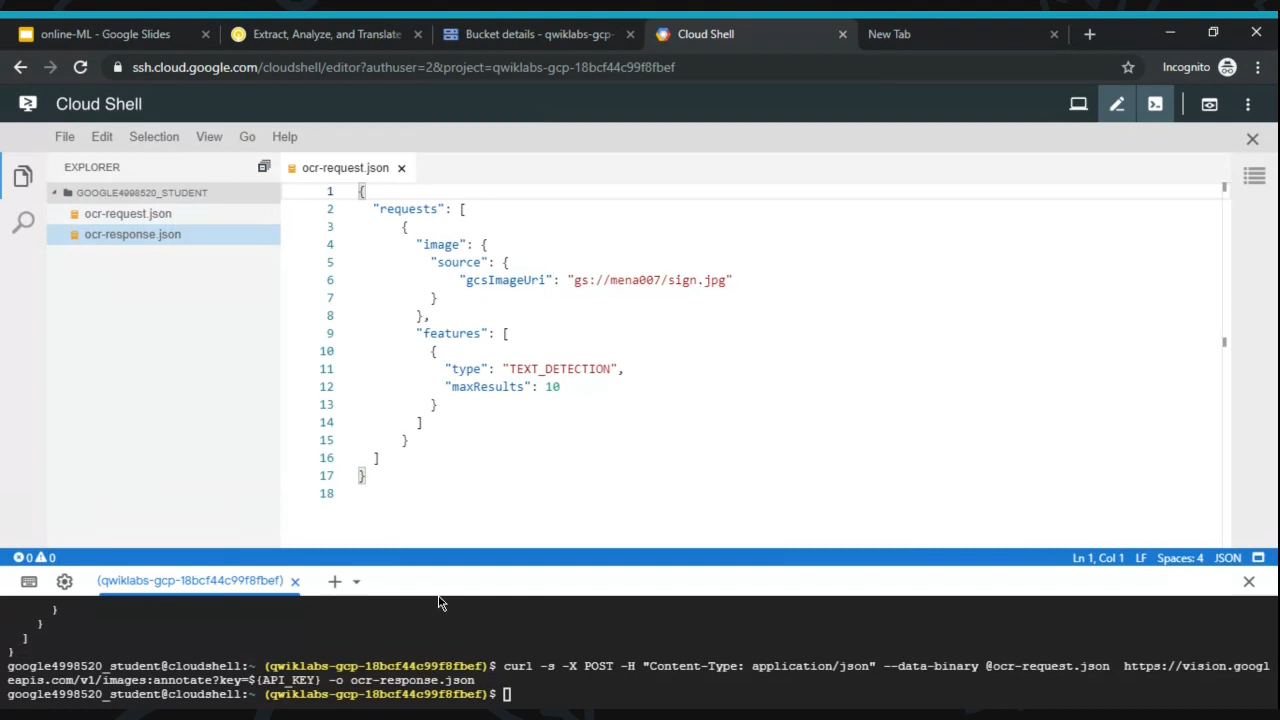 online-ML - Google Slides
Extract, Analyze, and Translate
Bucket details - qwiklabs-gcp-
Cloud Shell
New Tab
ssh.cloud.google.com/cloudshell/editor?authuser=2&project=qwiklabs-gcp-18bcf44c99f8fbef
Incognito
Cloud Shell
File Edit Selection View Go Help
EXPLORER
GOOGLE4998520_STUDENT
ocr-request.json
ocr-response.json
ocr-request.json
1 {
2 "requests": [
3 {
4 "image": {
5 "source": {
6 "gcsImageUri": "gs://mena007/sign.jpg"
7 }
8 },
9 "features": [
10 {
11 "type": "TEXT_DETECTION",
12 "maxResults": 10
13 }
14 ]
15 }
16 ]
17 }
18
0 0
Ln 1, Col 1 LF Spaces: 4 JSON
(qwiklabs-gcp-18bcf44c99f8fbef)
}
}
]
}
google4998520_student@cloudshell:~ (qwiklabs-gcp-18bcf44c99f8fbef)$ curl -s -X POST -H "Content-Type: application/json" --data-binary @ocr-request.json https://vision.googl
eapis.com/v1/images:annotate?key=${API_KEY} -o ocr-response.json
google4998520_student@cloudshell:~ (qwiklabs-gcp-18bcf44c99f8fbef)$